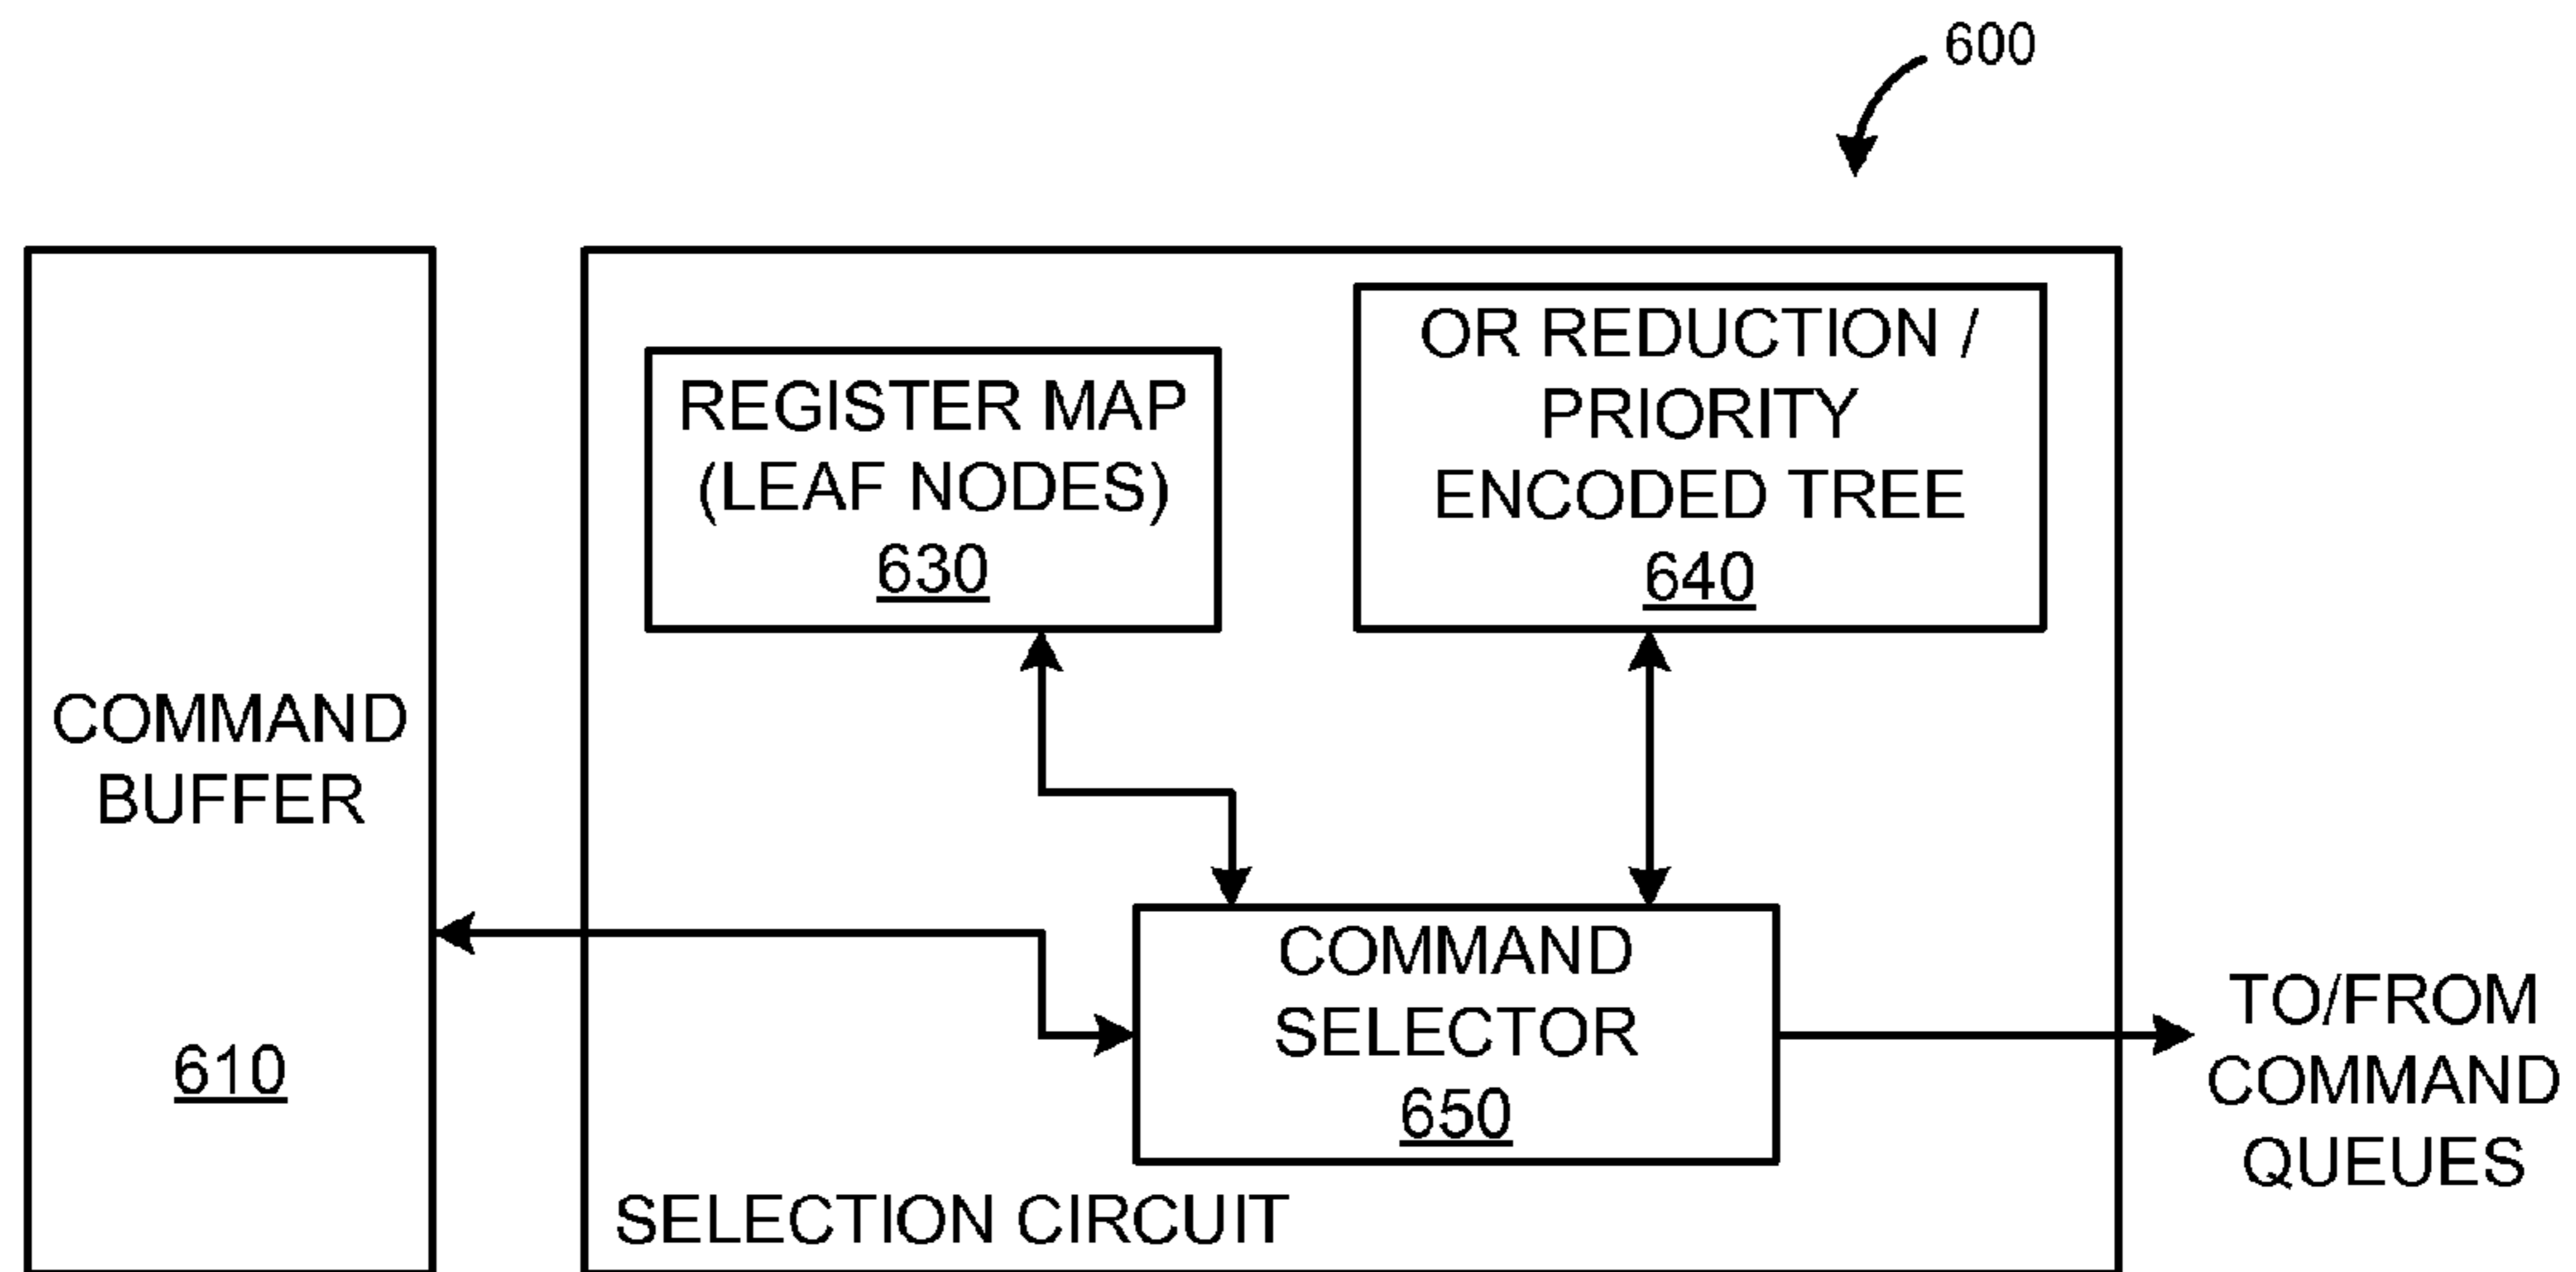 600
COMMAND
BUFFER
610
REGISTER MAP
(LEAF NODES)
630
OR REDUCTION /
PRIORITY
ENCODED TREE
640
COMMAND
SELECTOR
650
SELECTION CIRCUIT
TO/FROM
COMMAND
QUEUES